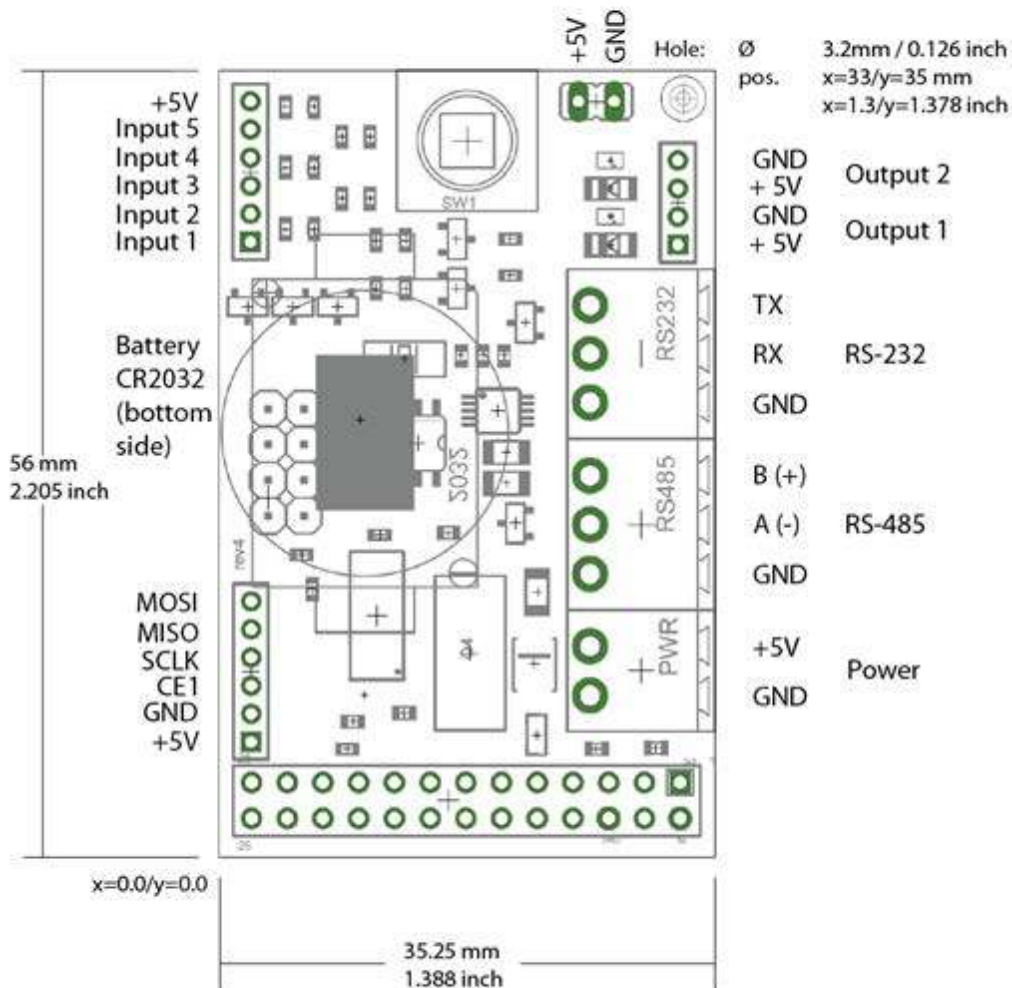 +5V
GND
Hole: Ø 3.2mm / 0.126 inch
pos. x=33/y=35 mm
x=1.3/y=1.378 inch
+5V
Input 5
Input 4
Input 3
Input 2
Input 1
SW1
GND
+ 5V
Output 2
GND
+ 5V
Output 1
Battery
CR2032
(bottom
side)
2032
RS232
TX
RX
GND
RS-232
RS485
B (+)
A (-)
GND
RS-485
56 mm
2.205 inch
rev4
MOSI
MISO
SCLK
CE1
GND
+5V
PWR
+5V
GND
Power
x=0.0/y=0.0
35.25 mm
1.388 inch